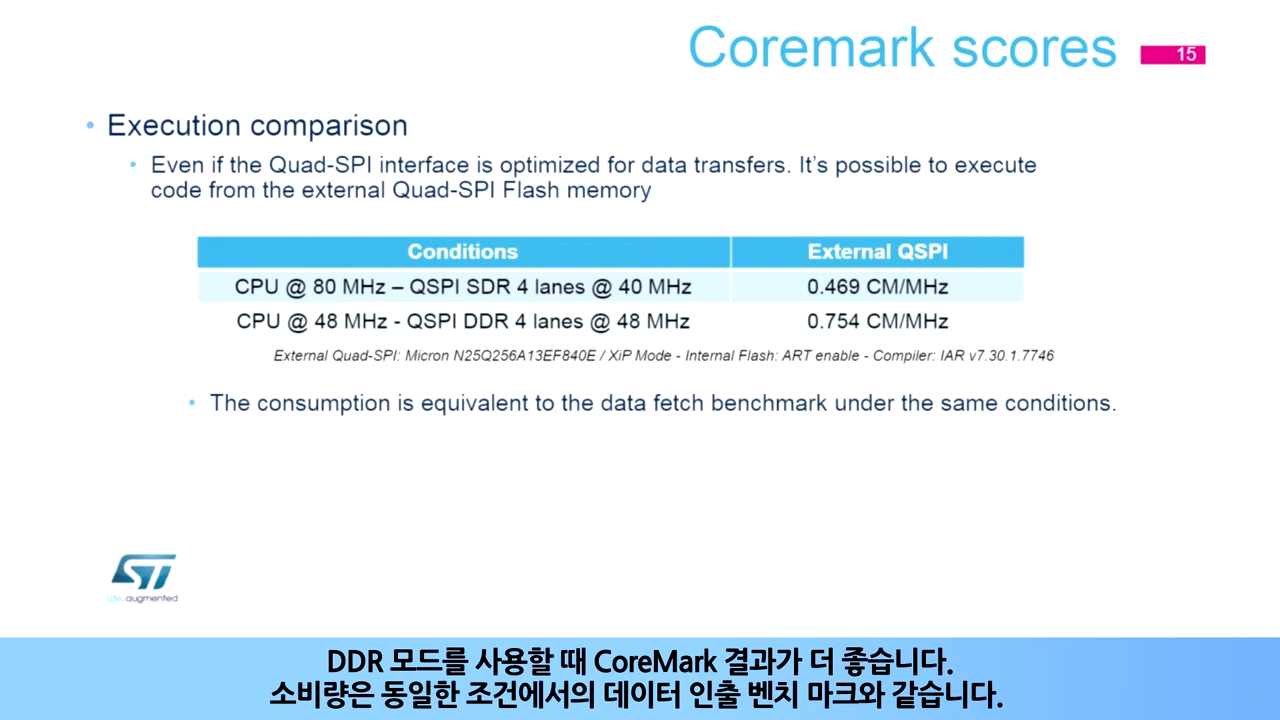 Coremark scores
15
• Execution comparison
• Even if the Quad-SPI interface is optimized for data transfers. It's possible to execute
code from the external Quad-SPI Flash memory
Conditions External QSPI
CPU @ 80 MHz – QSPI SDR 4 lanes @ 40 MHz 0.469 CM/MHz
CPU @ 48 MHz - QSPI DDR 4 lanes @ 48 MHz 0.754 CM/MHz
External Quad-SPI: Micron N25Q256A13EF840E / XiP Mode - Internal Flash: ART enable - Compiler: IAR v7.30.1.7746
• The consumption is equivalent to the data fetch benchmark under the same conditions.
ST
life.augmented
DDR 모드를 사용할 때 CoreMark 결과가 더 좋습니다.
소비량은 동일한 조건에서의 데이터 인출 벤치 마크와 같습니다.